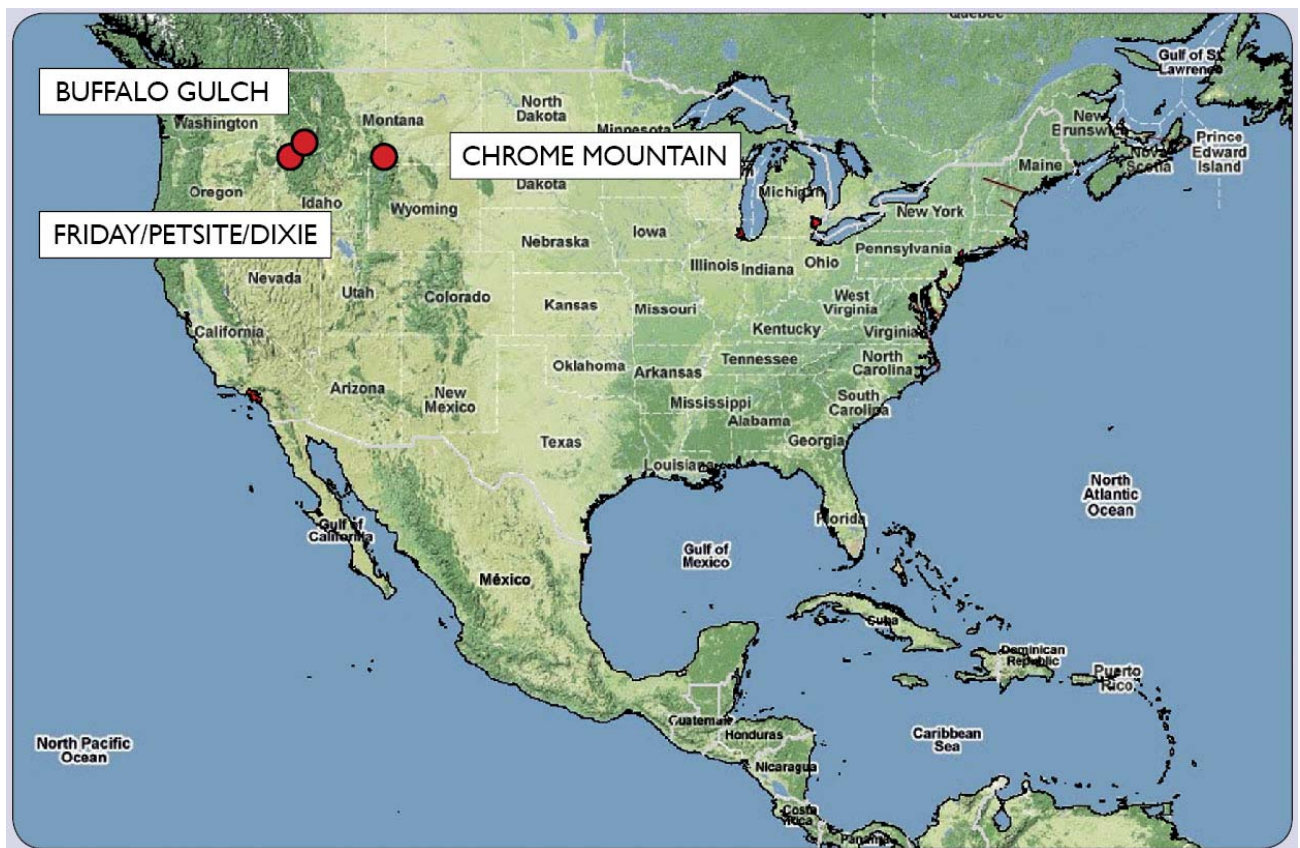 Quebec
Gulf of St.
Lawrence
BUFFALO GULCH
Washington
Montana
North
Dakota
Minnesota
New
Brunswick
Nova
Scotia
Prince
Edward
Island
CHROME MOUNTAIN
Maine
Oregon
Idaho
Wyoming
Dakota
Michigan
New York
FRIDAY/PETSITE/DIXIE
Nebraska
Iowa
Illinois
Indiana
Ohio
Pennsylvania
Nevada
Utah
Colorado
Kansas
Missouri
West
Virginia
Kentucky
Virginia
California
Oklahoma
Arkansas
Tennessee
North
Carolina
Arizona
New
Mexico
Mississippi
Alabama
South
Carolina
Texas
Georgia
Louisiana
North
Atlantic
Ocean
Gulf of
California
Florida
Gulf of
Mexico
México
Cuba
Dominican
Republic
Puerto
Rico
Guatemala
Honduras
Caribbean
Sea
North Pacific
Ocean
Nicaragua
Costa
Rica
Panama